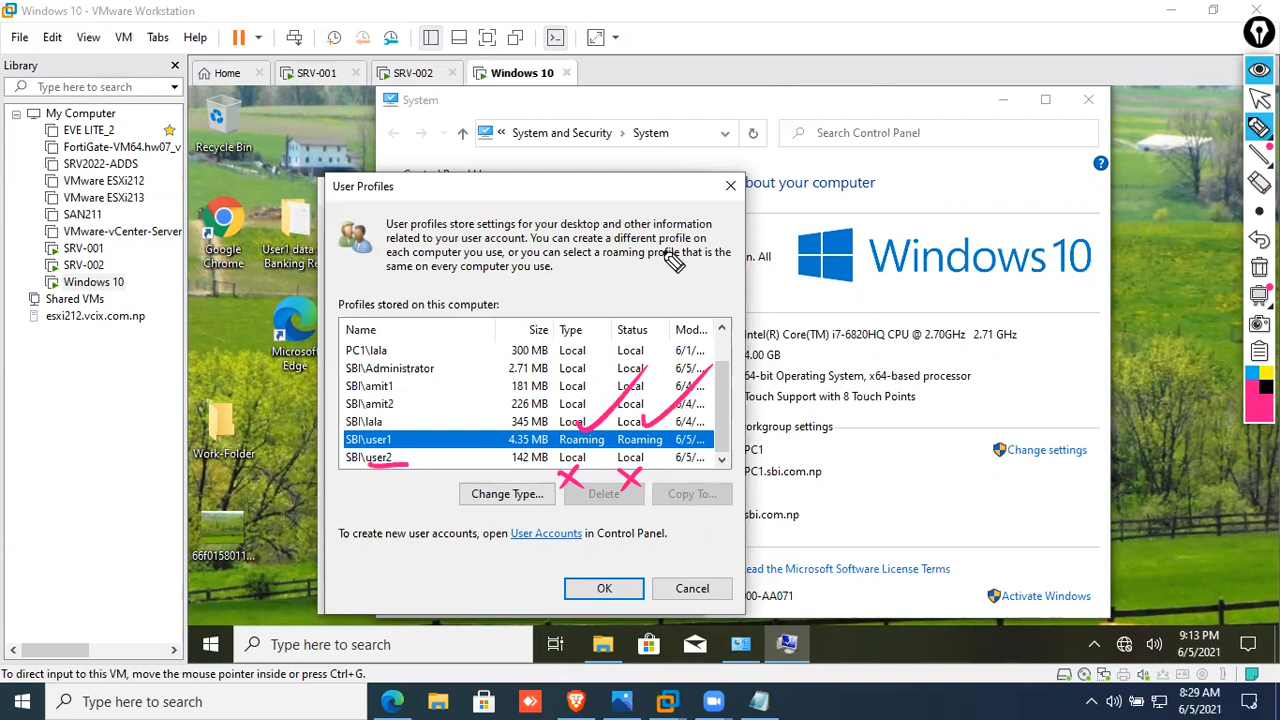 Windows 10 - VMware Workstation
File Edit View VM Tabs Help
Library
Home SRV-001 SRV-002 Windows 10
Type here to search
My Computer
EVE LITE_2
FortiGate-VM64.hw07_v
SRV2022-ADDS
VMware ESXi212
VMware ESXi213
SAN211
VMware-vCenter-Server
SRV-001
SRV-002
Windows 10
Shared VMs
esxi212.vcix.com.np
Recycle Bin
Google
Chrome
User1 data
Banking Re
Microsoft
Edge
Work-Folder
66f0158011...
System
System and Security System
Search Control Panel
bout your computer
n. All
Windows 10
Intel(R) Core(TM) i7-6820HQ CPU @ 2.70GHz 2.71 GHz
4.00 GB
64-bit Operating System, x64-based processor
Touch Support with 8 Touch Points
orkgroup settings
PC1
Change settings
PC1.sbi.com.np
sbi.com.np
ead the Microsoft Software License Terms
00-AA071
Activate Windows
User Profiles
User profiles store settings for your desktop and other information
related to your user account. You can create a different profile on
each computer you use, or you can select a roaming profile that is the
same on every computer you use.
Profiles stored on this computer:
Name Size Type Status Mod...
PC1\lala 300 MB Local Local 6/1/...
SBI\Administrator 2.71 MB Local Local 6/5/...
SBI\amit1 181 MB Local Local 6/4/...
SBI\amit2 226 MB Local Local 6/4/...
SBI\lala 345 MB Local Local 6/4/...
SBI\user1 4.35 MB Roaming Roaming 6/5/...
SBI\user2 142 MB Local Local 6/5/...
Change Type... Delete Copy To...
To create new user accounts, open User Accounts in Control Panel.
OK Cancel
Type here to search
9:13 PM
6/5/2021
To direct input to this VM, move the mouse pointer inside or press Ctrl+G.
Type here to search
8:29 AM
6/5/2021